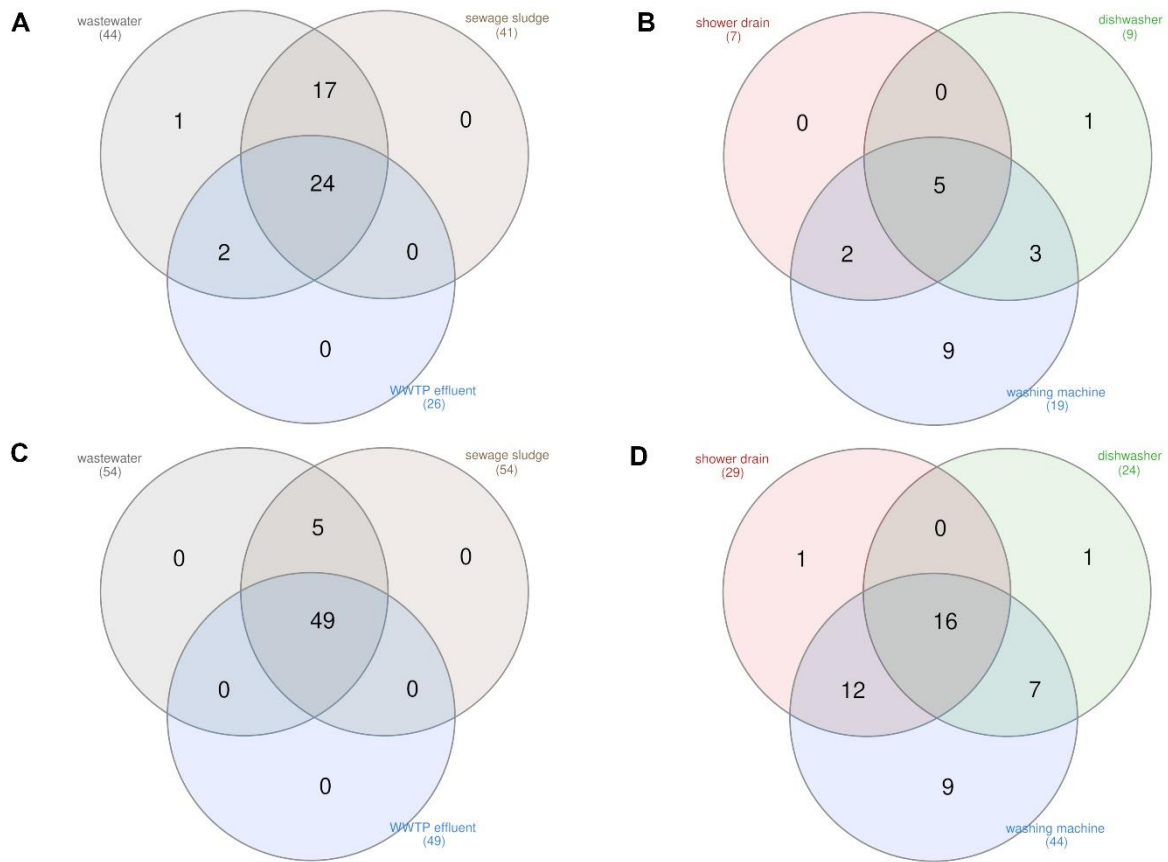 A
wastewater
(44)
sewage sludge
(41)
17
1
0
24
2
0
0
WWTP effluent
(26)
B
shower drain
(7)
dishwasher
(9)
0
0
1
5
2
3
9
washing machine
(19)
C
wastewater
(54)
sewage sludge
(54)
5
0
0
49
0
0
0
WWTP effluent
(49)
D
shower drain
(29)
dishwasher
(24)
0
1
1
16
12
7
9
washing machine
(44)